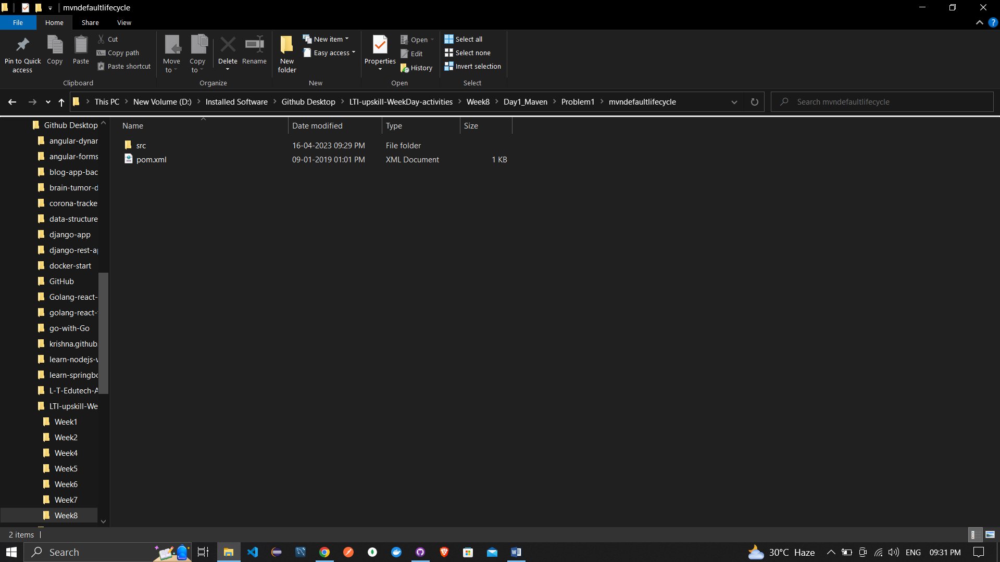 mvndefaultlifecycle
File Home Share View
Pin to Quick access
Copy
Paste
Cut
Copy path
Paste shortcut
Clipboard
Move to
Copy to
Delete
Rename
Organize
New folder
New item
Easy access
New
Properties
Open
Edit
History
Open
Select all
Select none
Invert selection
Select
This PC New Volume (D:) Installed Software Github Desktop LTI-upskill-WeekDay-activities Week8 Day1_Maven Problem1 mvndefaultlifecycle
Search mvndefaultlifecycle
Name Date modified Type Size
src 16-04-2023 09:29 PM File folder
pom.xml 09-01-2019 01:01 PM XML Document 1 KB
Github Desktop
angular-dynar
angular-forms
blog-app-bac
brain-tumor-d
corona-tracke
data-structure
django-app
django-rest-ap
docker-start
GitHub
Golang-react-
golang-react-
go-with-Go
krishna.github.
learn-nodejs-w
learn-springbo
L-T-Edutech-A
LTI-upskill-We
Week1
Week2
Week4
Week5
Week6
Week7
Week8
2 items
Search
30°C Haze
ENG
09:31 PM